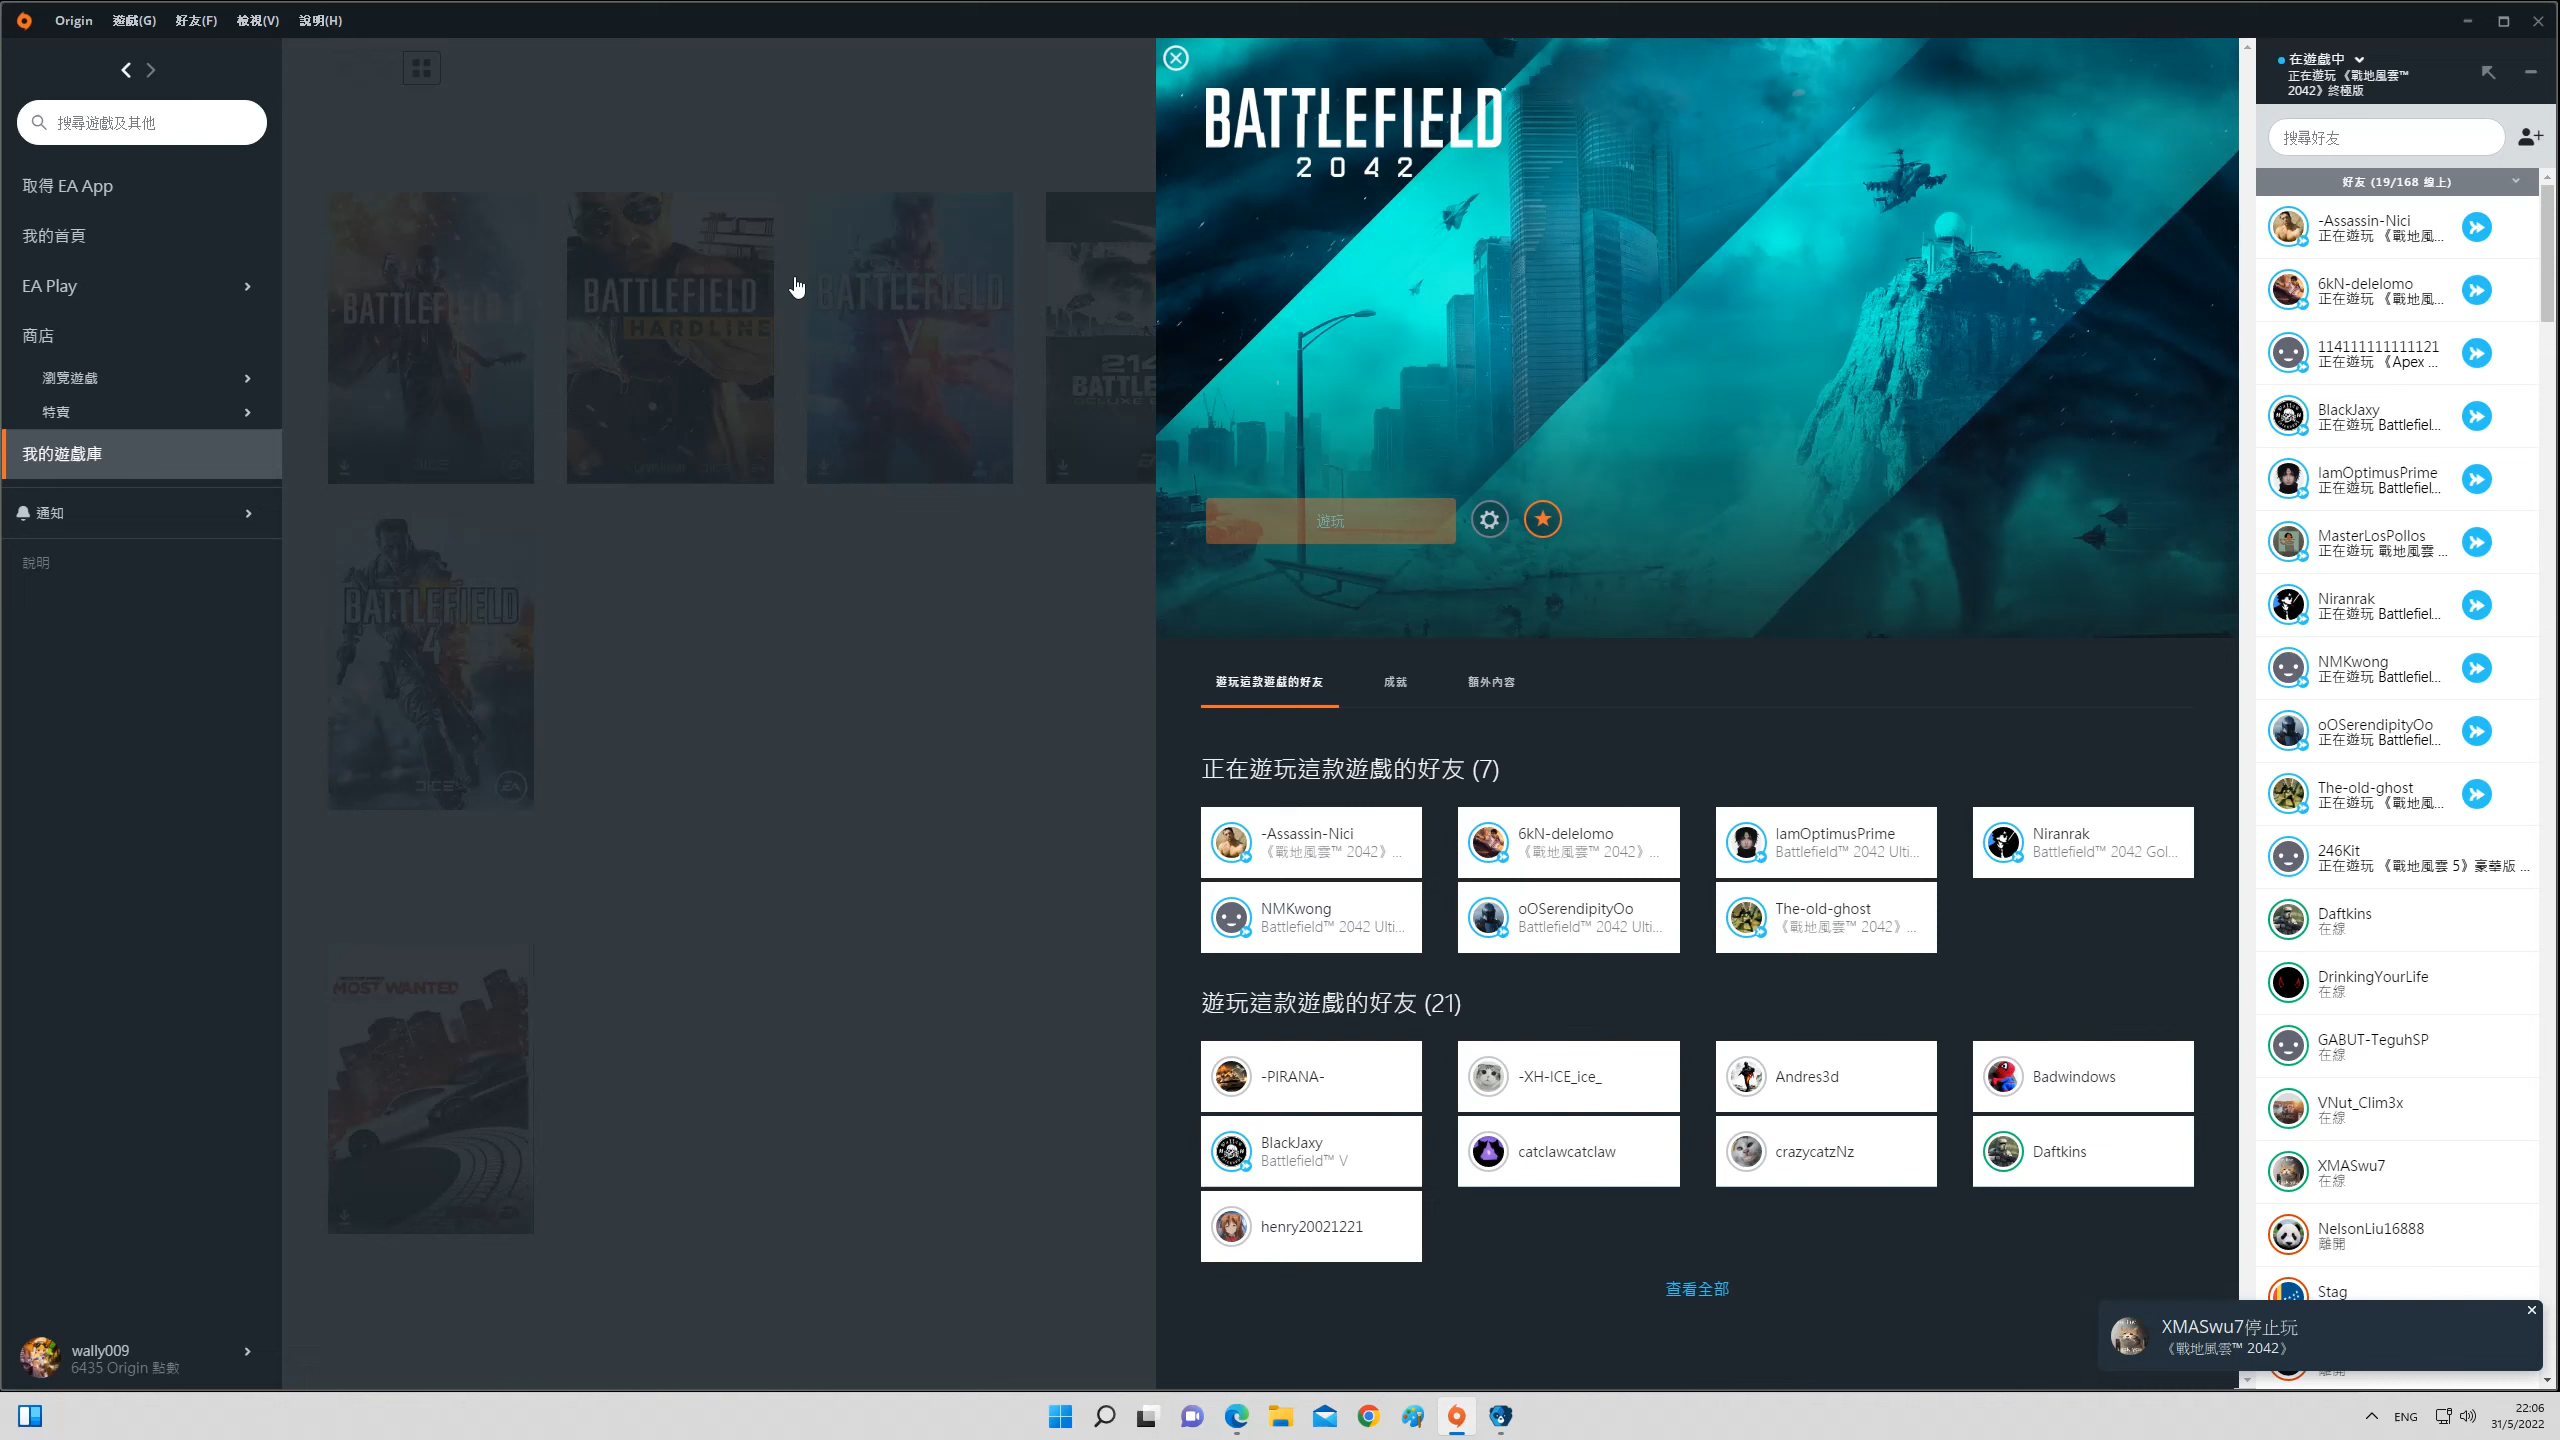 Origin 遊戲(G) 好友(F) 檢視(V) 說明(H)
搜尋遊戲及其他
取得 EA App
我的首頁
EA Play
商店
瀏覽遊戲
特賣
我的遊戲庫
通知
說明
wally009
6435 Origin 點數
BATTLEFIELD
BATTLEFIELD
HARDLINE
BATTLEFIELD
V
BATTLEFIELD
4
DICE
EA
MOST WANTED
BATTLEFIELD
2042
遊玩
遊玩這款遊戲的好友 成就 額外內容
正在遊玩這款遊戲的好友 (7)
-Assassin-Nici
《戰地風雲™ 2042》...
6kN-delelomo
《戰地風雲™ 2042》...
IamOptimusPrime
Battlefield™ 2042 Ulti...
Niranrak
Battlefield™ 2042 Gol...
NMKwong
Battlefield™ 2042 Ulti...
oOSerendipityOo
Battlefield™ 2042 Ulti...
The-old-ghost
《戰地風雲™ 2042》...
遊玩這款遊戲的好友 (21)
-PIRANA-
-XH-ICE_ice_
Andres3d
Badwindows
BlackJaxy
Battlefield™ V
catclawcatclaw
crazycatzNz
Daftkins
henry20021221
查看全部
在遊戲中
正在遊玩《戰地風雲™
2042》終極版
搜尋好友
好友 (19/168 線上)
-Assassin-Nici
正在遊玩 《戰地風...
6kN-delelomo
正在遊玩 《戰地風...
114111111111121
正在遊玩 《Apex ...
BlackJaxy
正在遊玩 Battlefiel...
IamOptimusPrime
正在遊玩 Battlefiel...
MasterLosPollos
正在遊玩 戰地風雲 ...
Niranrak
正在遊玩 Battlefiel...
NMKwong
正在遊玩 Battlefiel...
oOSerendipityOo
正在遊玩 Battlefiel...
The-old-ghost
正在遊玩 《戰地風...
246Kit
正在遊玩 《戰地風雲 5》豪華版 ...
Daftkins
在線
DrinkingYourLife
在線
GABUT-TeguhSP
在線
VNut_Clim3x
在線
XMASwu7
在線
NelsonLiu16888
離開
Stag
XMASwu7停止玩
《戰地風雲™ 2042》
離開
ENG
22:06
31/5/2022